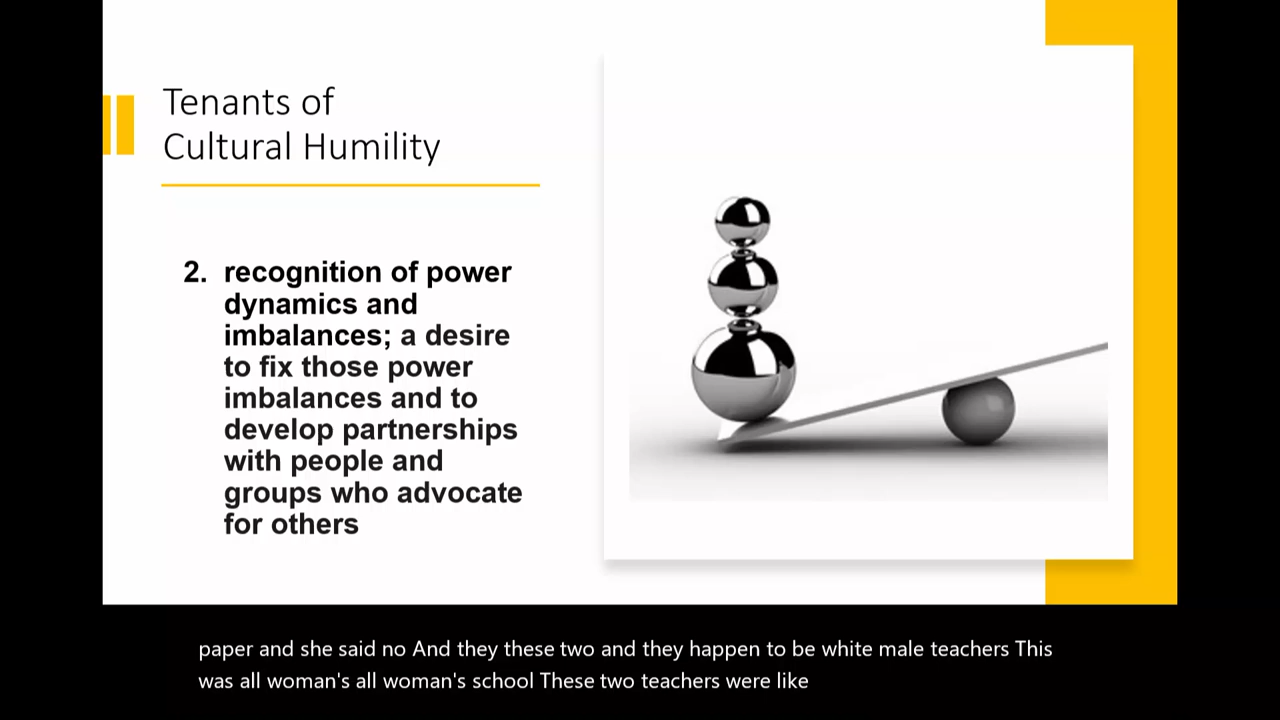 Tenants of
Cultural Humility
2. recognition of power
dynamics and
imbalances; a desire
to fix those power
imbalances and to
develop partnerships
with people and
groups who advocate
for others
paper and she said no And they these two and they happen to be white male teachers This
was all woman's all woman's school These two teachers were like